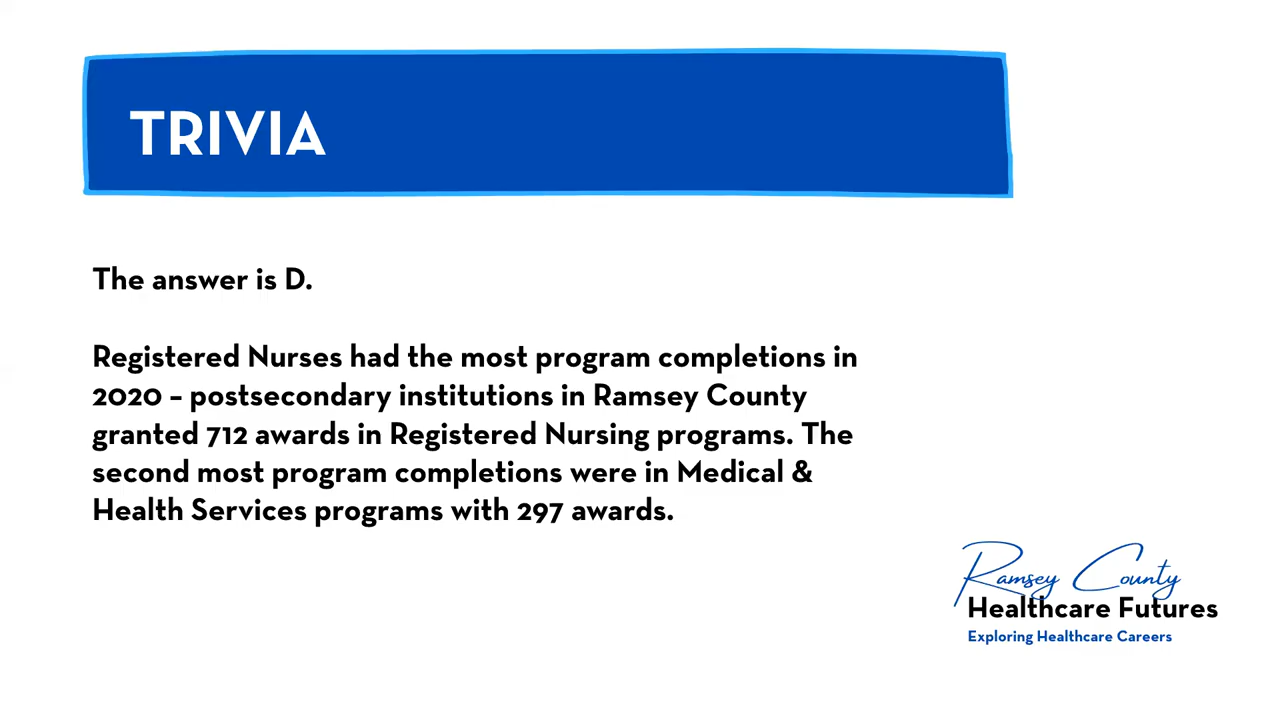 TRIVIA
The answer is D.
Registered Nurses had the most program completions in
2020 – postsecondary institutions in Ramsey County
granted 712 awards in Registered Nursing programs. The
second most program completions were in Medical &
Health Services programs with 297 awards.
Ramsey County
Healthcare Futures
Exploring Healthcare Careers